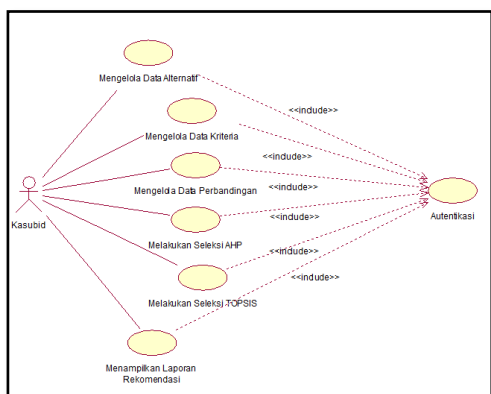 Mengelola Data Alternatif
<<include>>
Mengelola Data Kriteria
<<include>>
Mengelola Data Perbandingan
<<include>>
Kasubid
Autentikasi
Melakukan Seleksi AHP
<<include>>
<<include>>
Melakukan Seleksi TOPSIS
<<include>>
Menampilkan Laporan
Rekomendasi